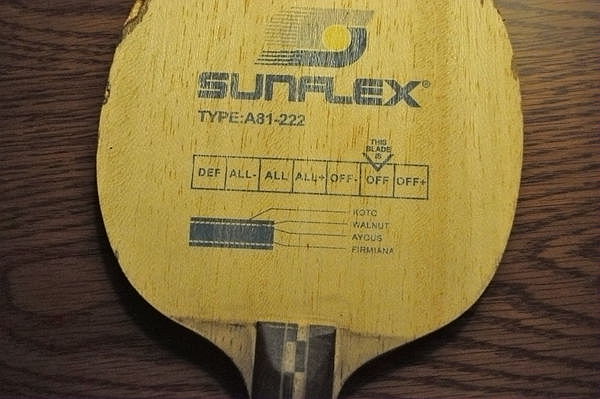 SUNFLEX®
TYPE:A81-222
THIS
BLADE
IS
DEF ALL- ALL ALL+ OFF- OFF OFF+
KOTO
WALNUT
AYOUS
FIRMIANA